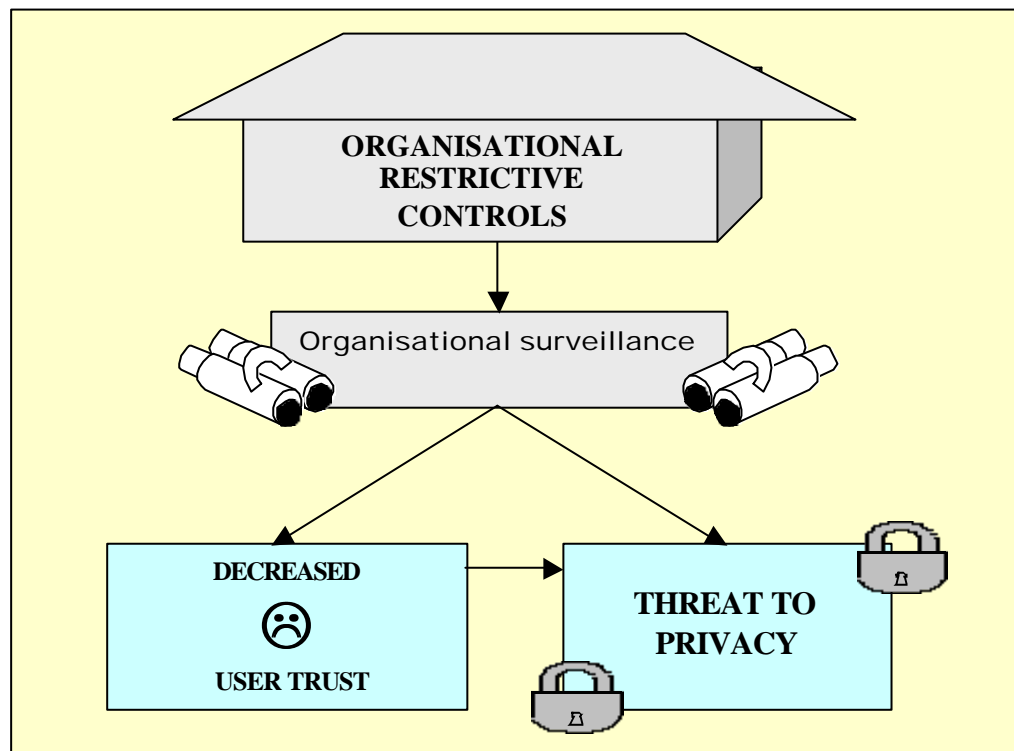 ORGANISATIONAL
RESTRICTIVE
CONTROLS
Organisational surveillance
DECREASED
USER TRUST
THREAT TO
PRIVACY